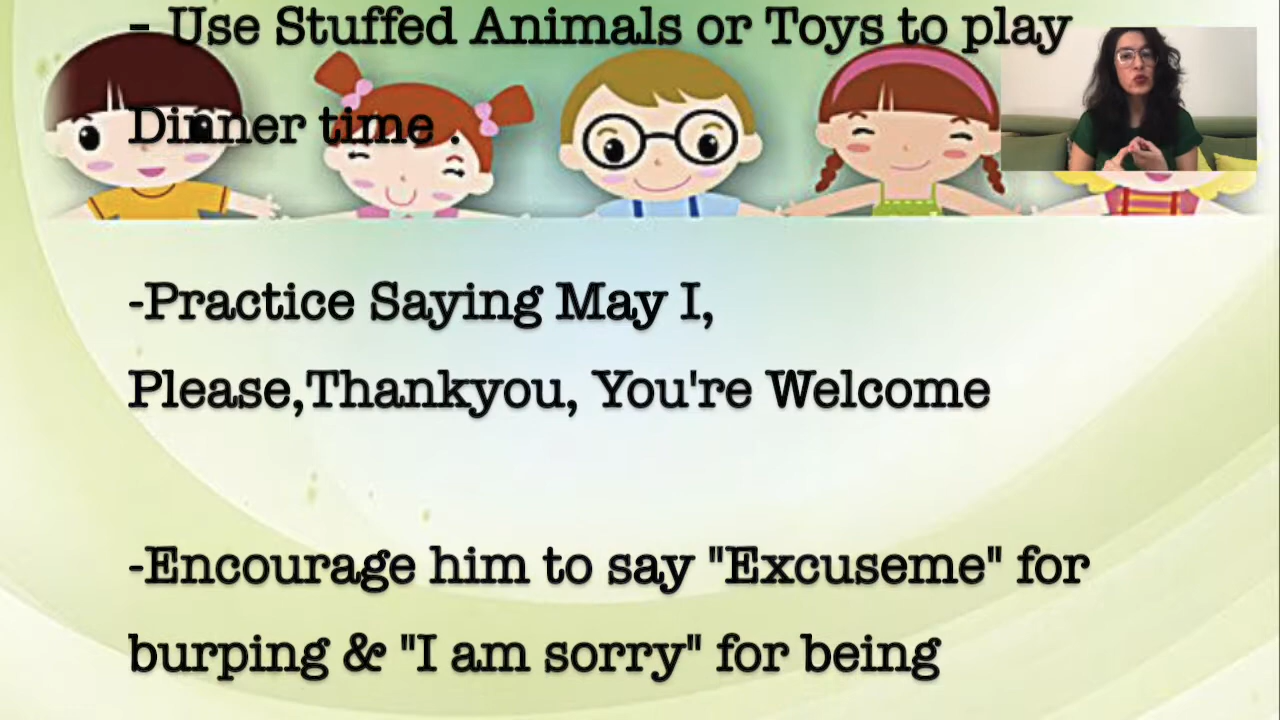 - Use Stuffed Animals or Toys to play
Dinner time .
-Practice Saying May I,
Please,Thankyou, You're Welcome
-Encourage him to say "Excuseme" for
burping & "I am sorry" for being